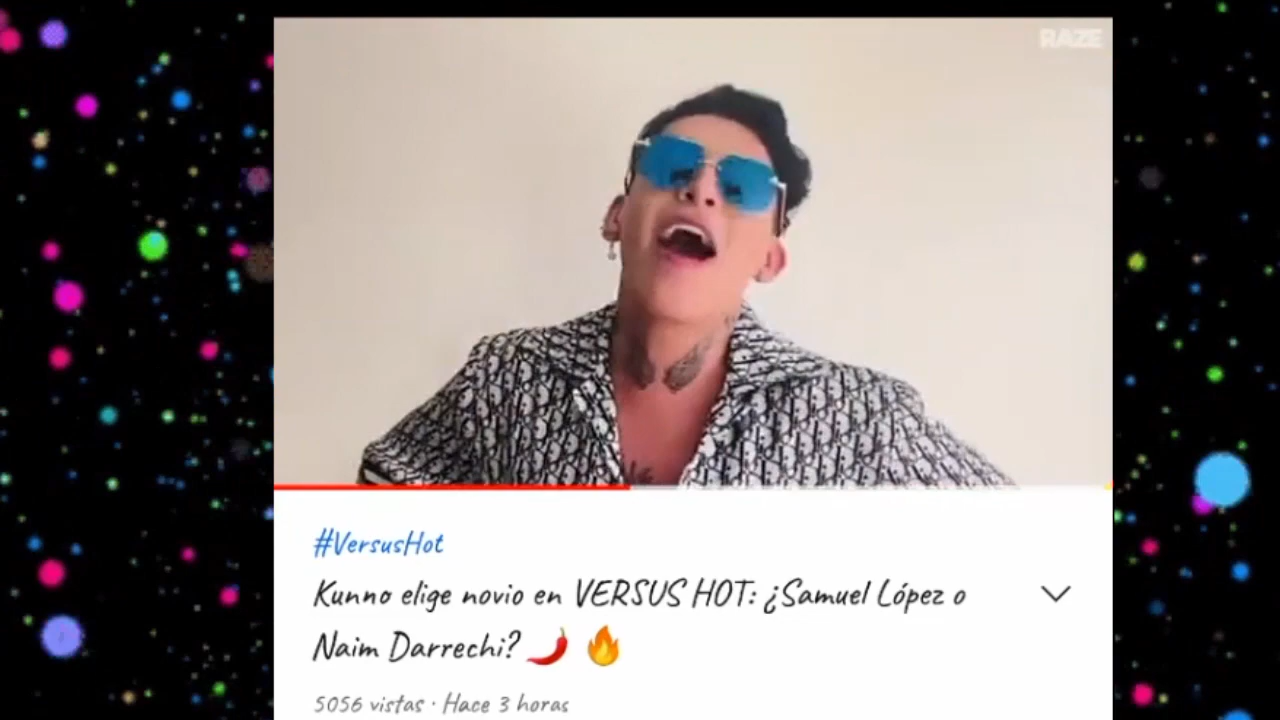 RAZE
#VersusHot
Kunno elige novio en VERSUS HOT: ¿Samuel López o
Naim Darrechi? 🌶️ 🔥
5056 vistas · Hace 3 horas